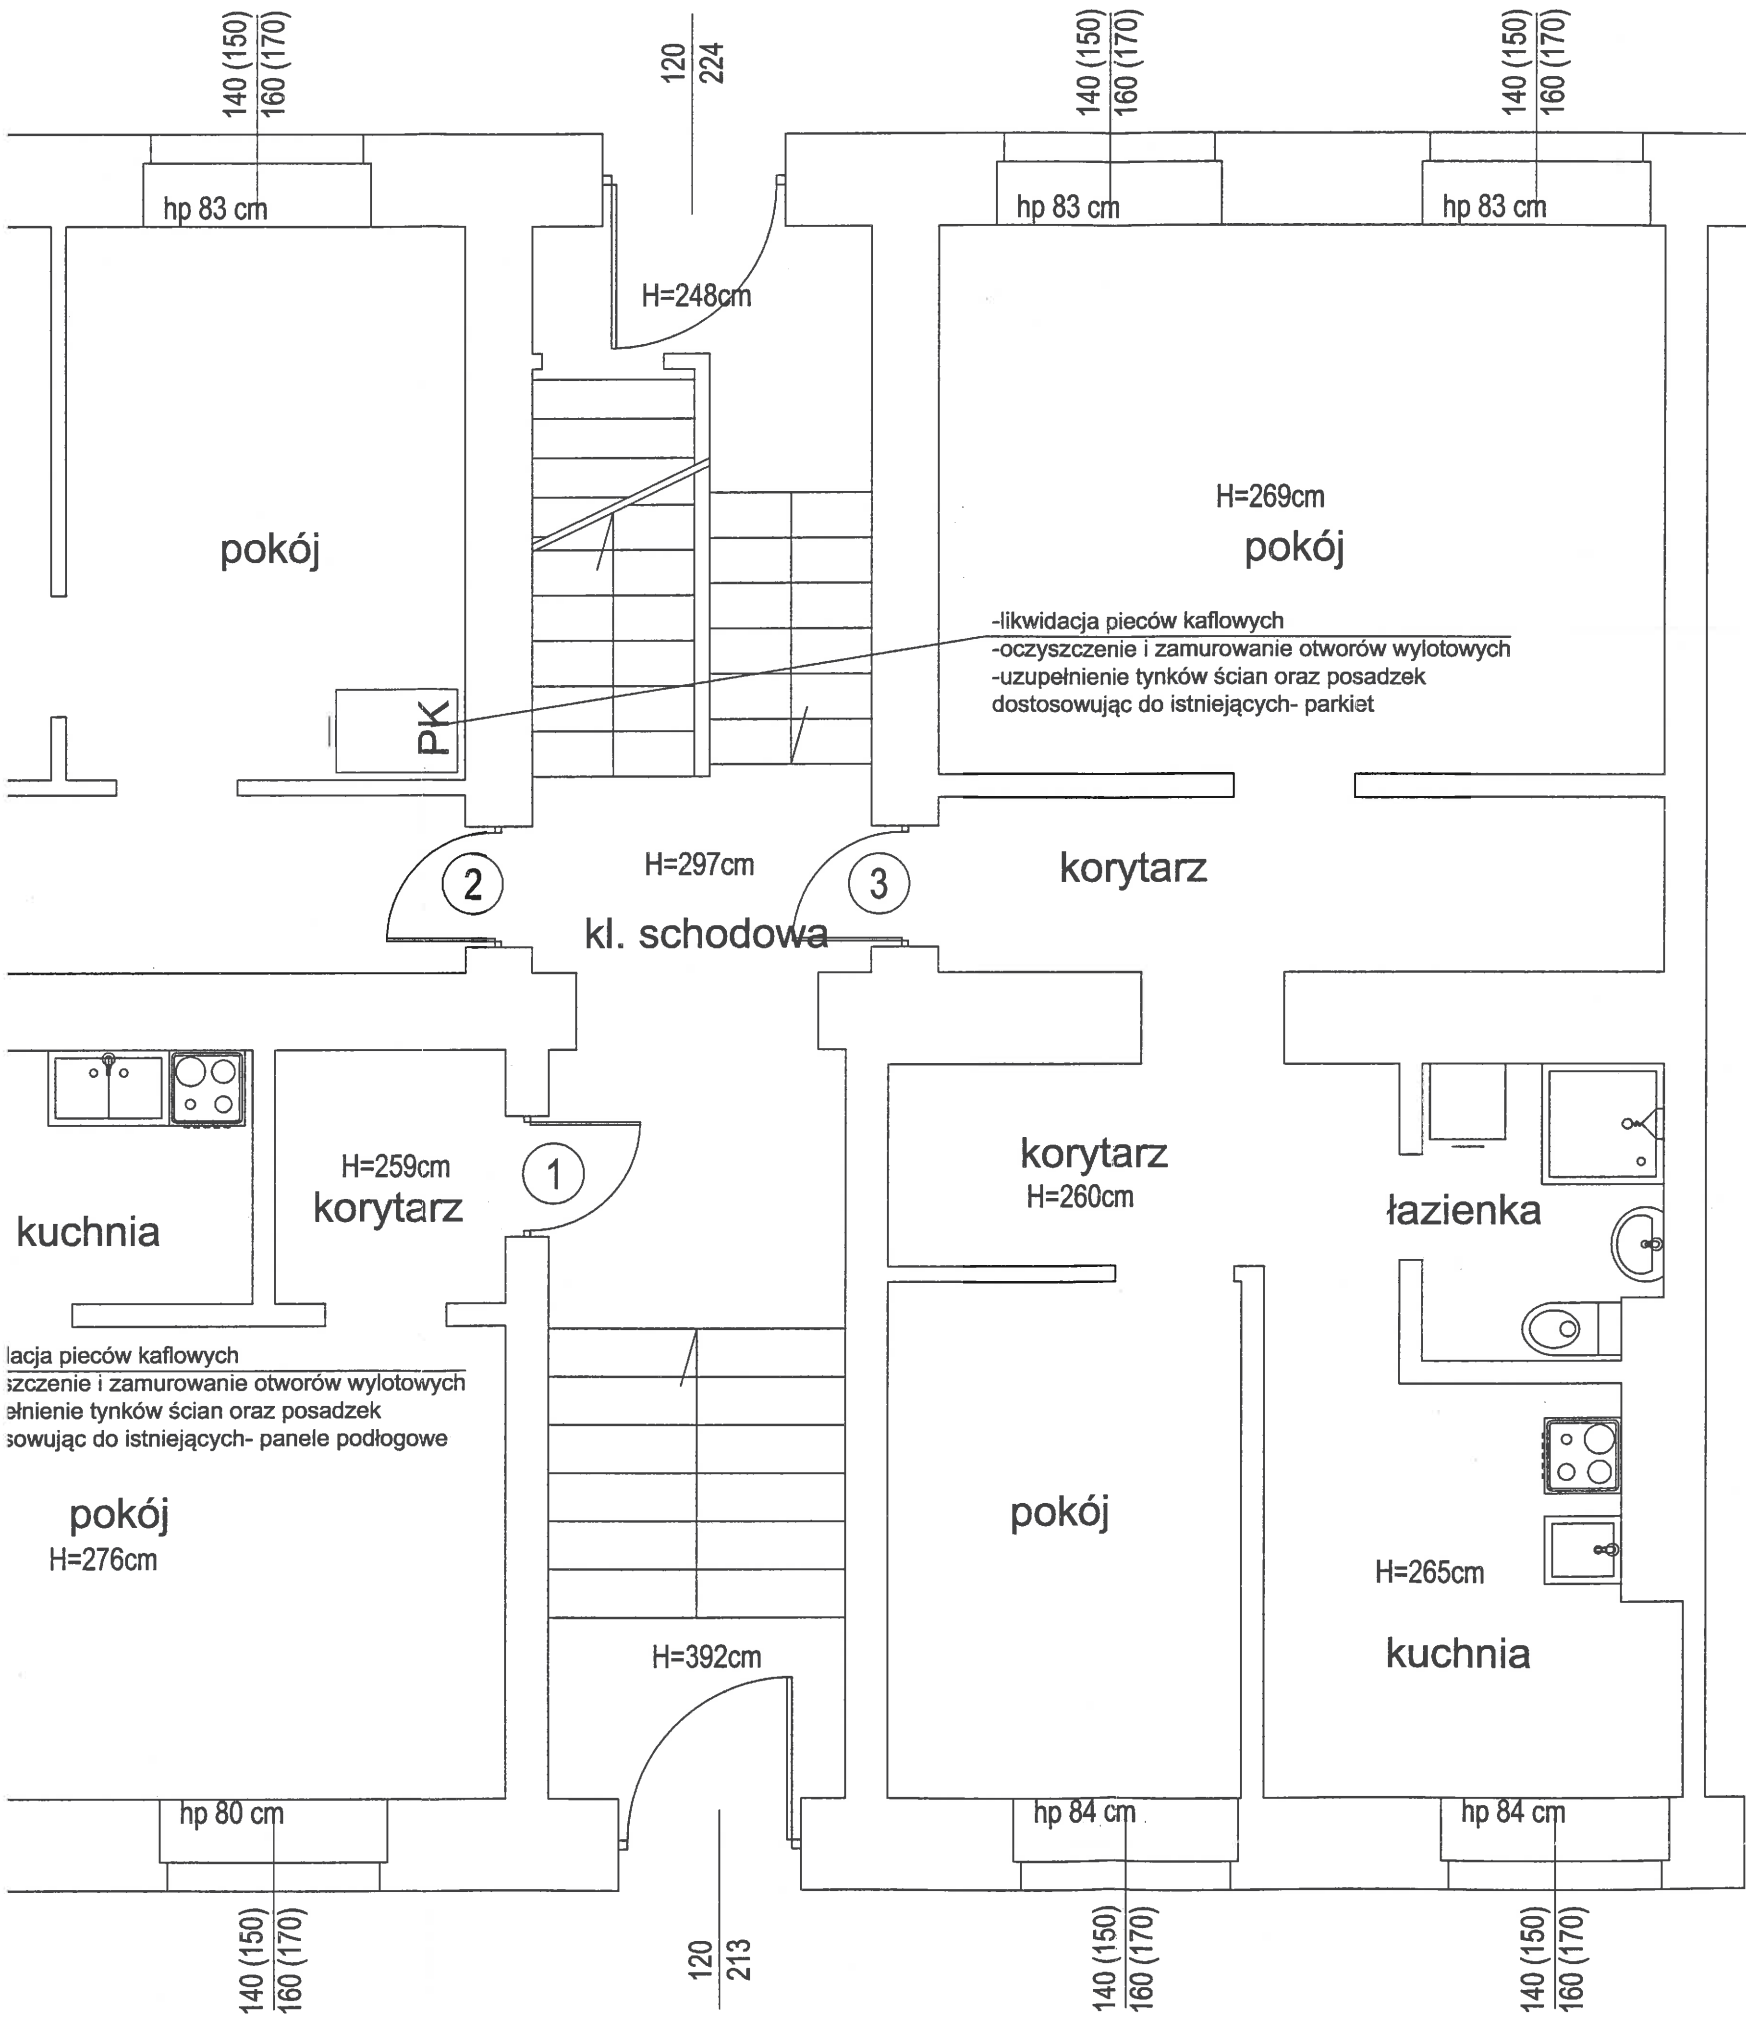 140 (150)
160 (170)
120
224
140 (150)
160 (170)
140 (150)
160 (170)
hp 83 cm
hp 83 cm
hp 83 cm
H=248cm
H=269cm
pokój
pokój
-likwidacja pieców kaflowych
-oczyszczenie i zamurowanie otworów wylotowych
-uzupełnienie tynków ścian oraz posadzek
dostosowując do istniejących- parkiet
PK
H=297cm
korytarz
2
3
kl. schodowa
H=259cm
korytarz
1
kuchnia
korytarz
H=260cm
łazienka
lacja pieców kaflowych
szczenie i zamurowanie otworów wylotowych
ełnienie tynków ścian oraz posadzek
sowując do istniejących- panele podłogowe
pokój
H=276cm
pokój
H=265cm
kuchnia
H=392cm
hp 80 cm
hp 84 cm
hp 84 cm
140 (150)
160 (170)
120
213
140 (150)
160 (170)
140 (150)
160 (170)